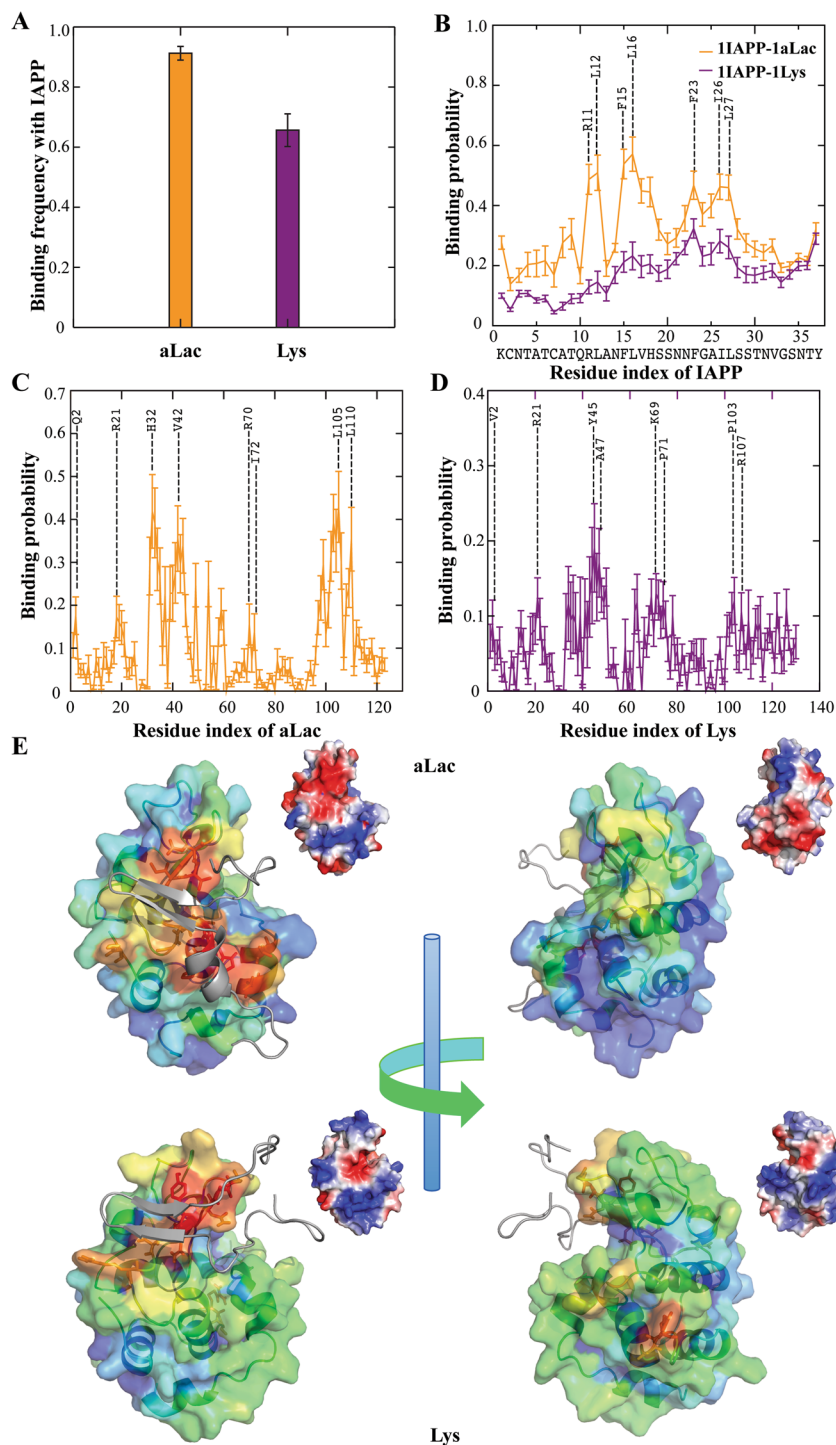 A
Binding frequency with IAPP
1.0
0.8
0.6
0.4
0.2
0
aLac
Lys
B
Binding probability
1.0
0.8
0.6
0.4
0.2
0.0
1IAPP-1aLac
1IAPP-1Lys
R11
L12
F15
L16
F23
I26
L27
0
10
20
30
KCNTATCATQRLANFLVHSSNNFGAILSSTNVGSNTY
Residue index of IAPP
C
Binding probability
0.7
0.6
0.5
0.4
0.3
0.2
0.1
0
Q2
R21
H32
V42
R70
I72
L105
L110
0
20
40
60
80
100
120
Residue index of aLac
D
Binding probability
0.4
0.3
0.2
0.1
0
V2
R21
Y45
A47
K69
P71
P103
R107
0
20
40
60
80
100
120
140
Residue index of Lys
E
aLac
Lys